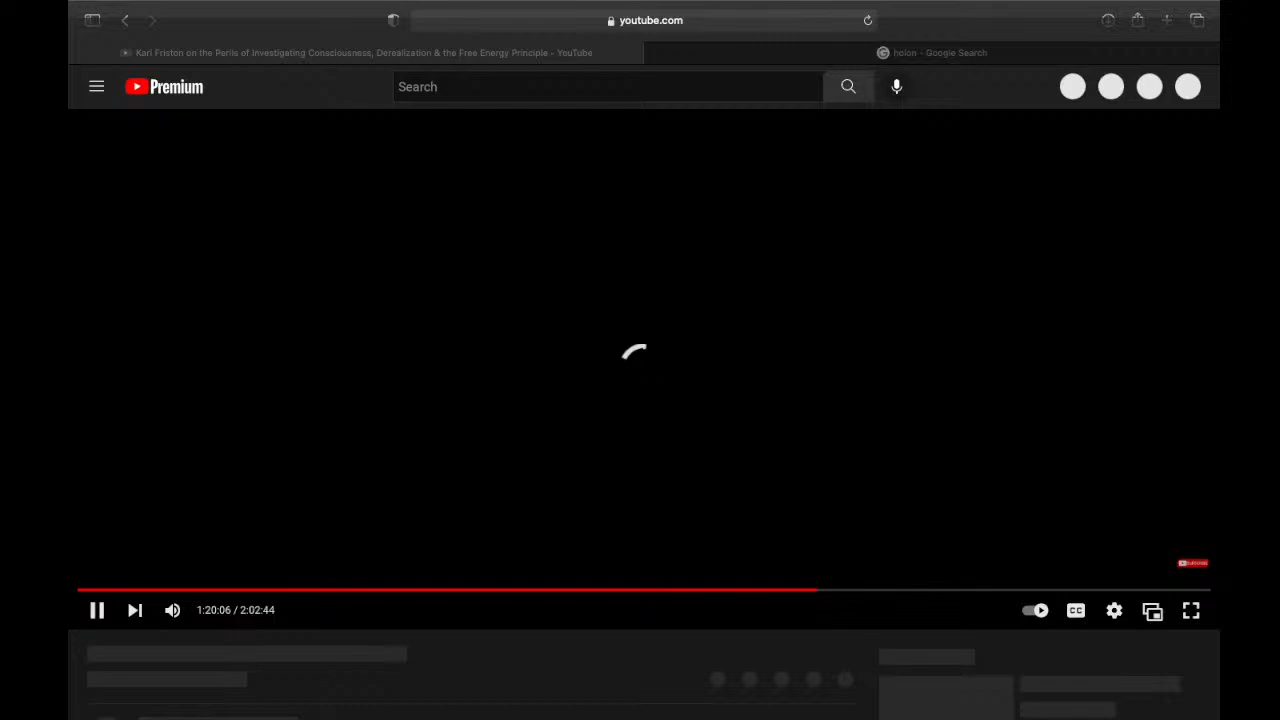 youtube.com
Karl Friston on the Perils of Investigating Consciousness, Derealization & the Free Energy Principle - YouTube
holon - Google Search
Premium
Search
SUBSCRIBE
1:20:06 / 2:02:44
CC